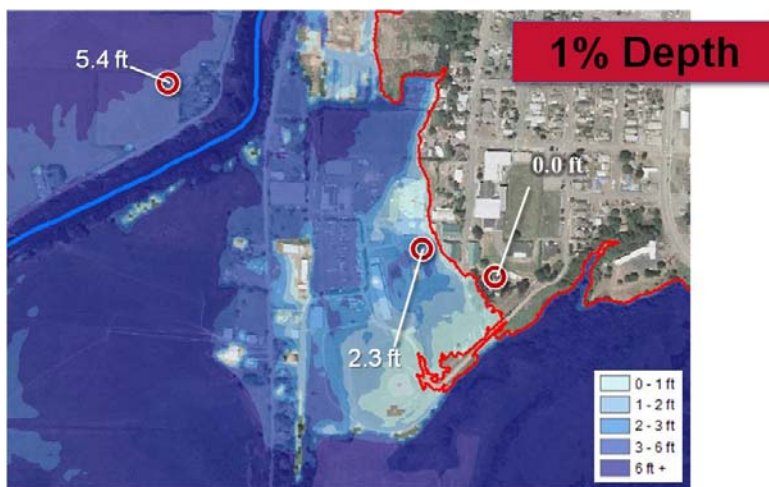 1% Depth
5.4 ft
0.0 ft
2.3 ft
0 - 1 ft
1 - 2 ft
2 - 3 ft
3 - 6 ft
6 ft +